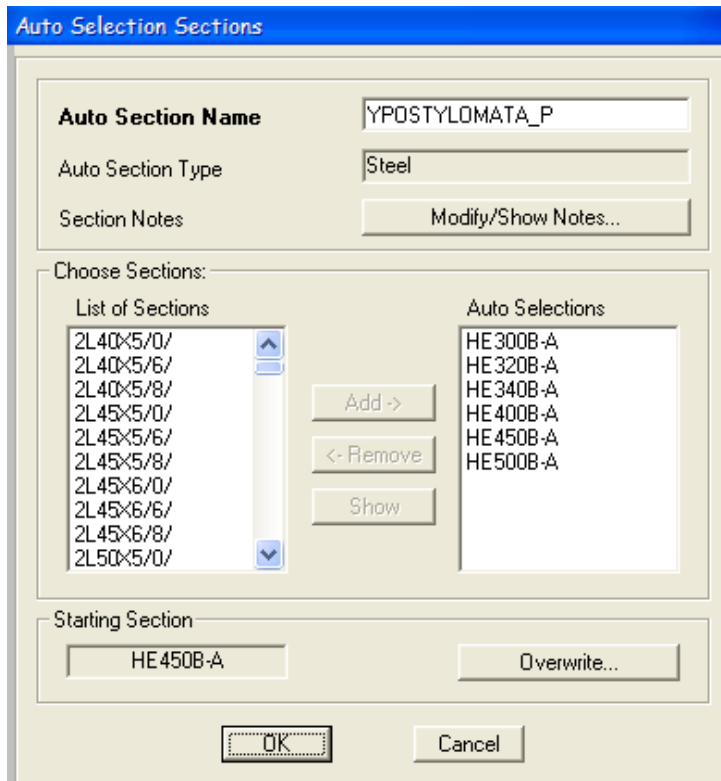 Auto Selection Sections
Auto Section Name
YPOSTYLOMATA_P
Auto Section Type
Steel
Section Notes
Modify/Show Notes...
Choose Sections:
List of Sections
2L40X5/0/
2L40X5/6/
2L40X5/8/
2L45X5/0/
2L45X5/6/
2L45X5/8/
2L45X6/0/
2L45X6/6/
2L45X6/8/
2L50X5/0/
Add ->
<- Remove
Show
Auto Selections
HE300B-A
HE320B-A
HE340B-A
HE400B-A
HE450B-A
HE500B-A
Starting Section
HE450B-A
Overwrite...
OK
Cancel